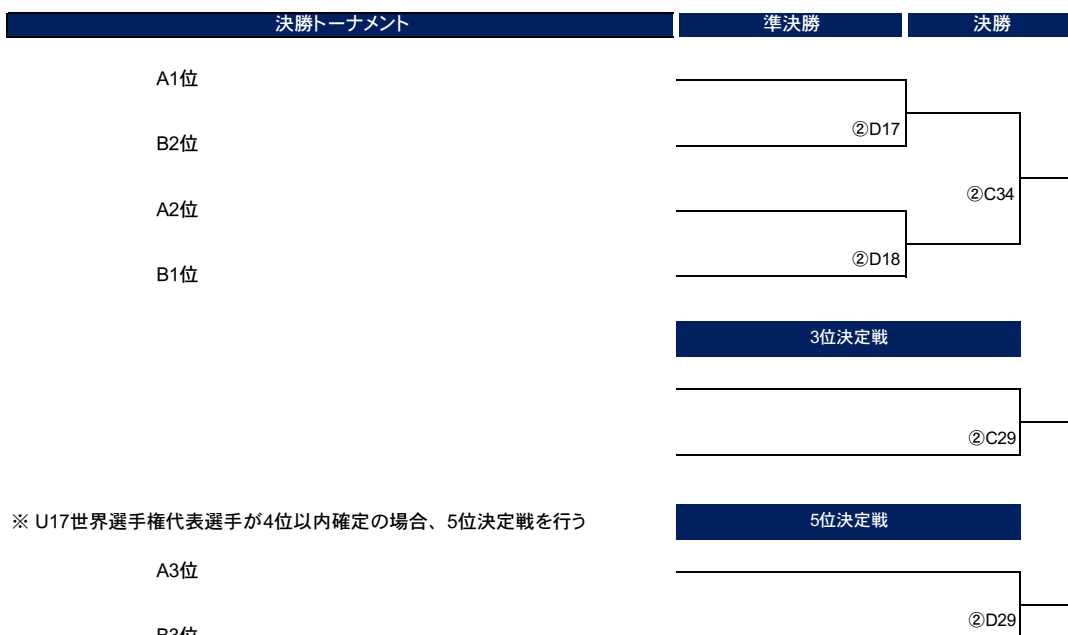 決勝トーナメント 準決勝 決勝
A1位
②D17
B2位
②C34
A2位
②D18
B1位
3位決定戦
②C29
※ U17世界選手権代表選手が4位以内確定の場合、5位決定戦を行う 5位決定戦
A3位
②D29
B3位